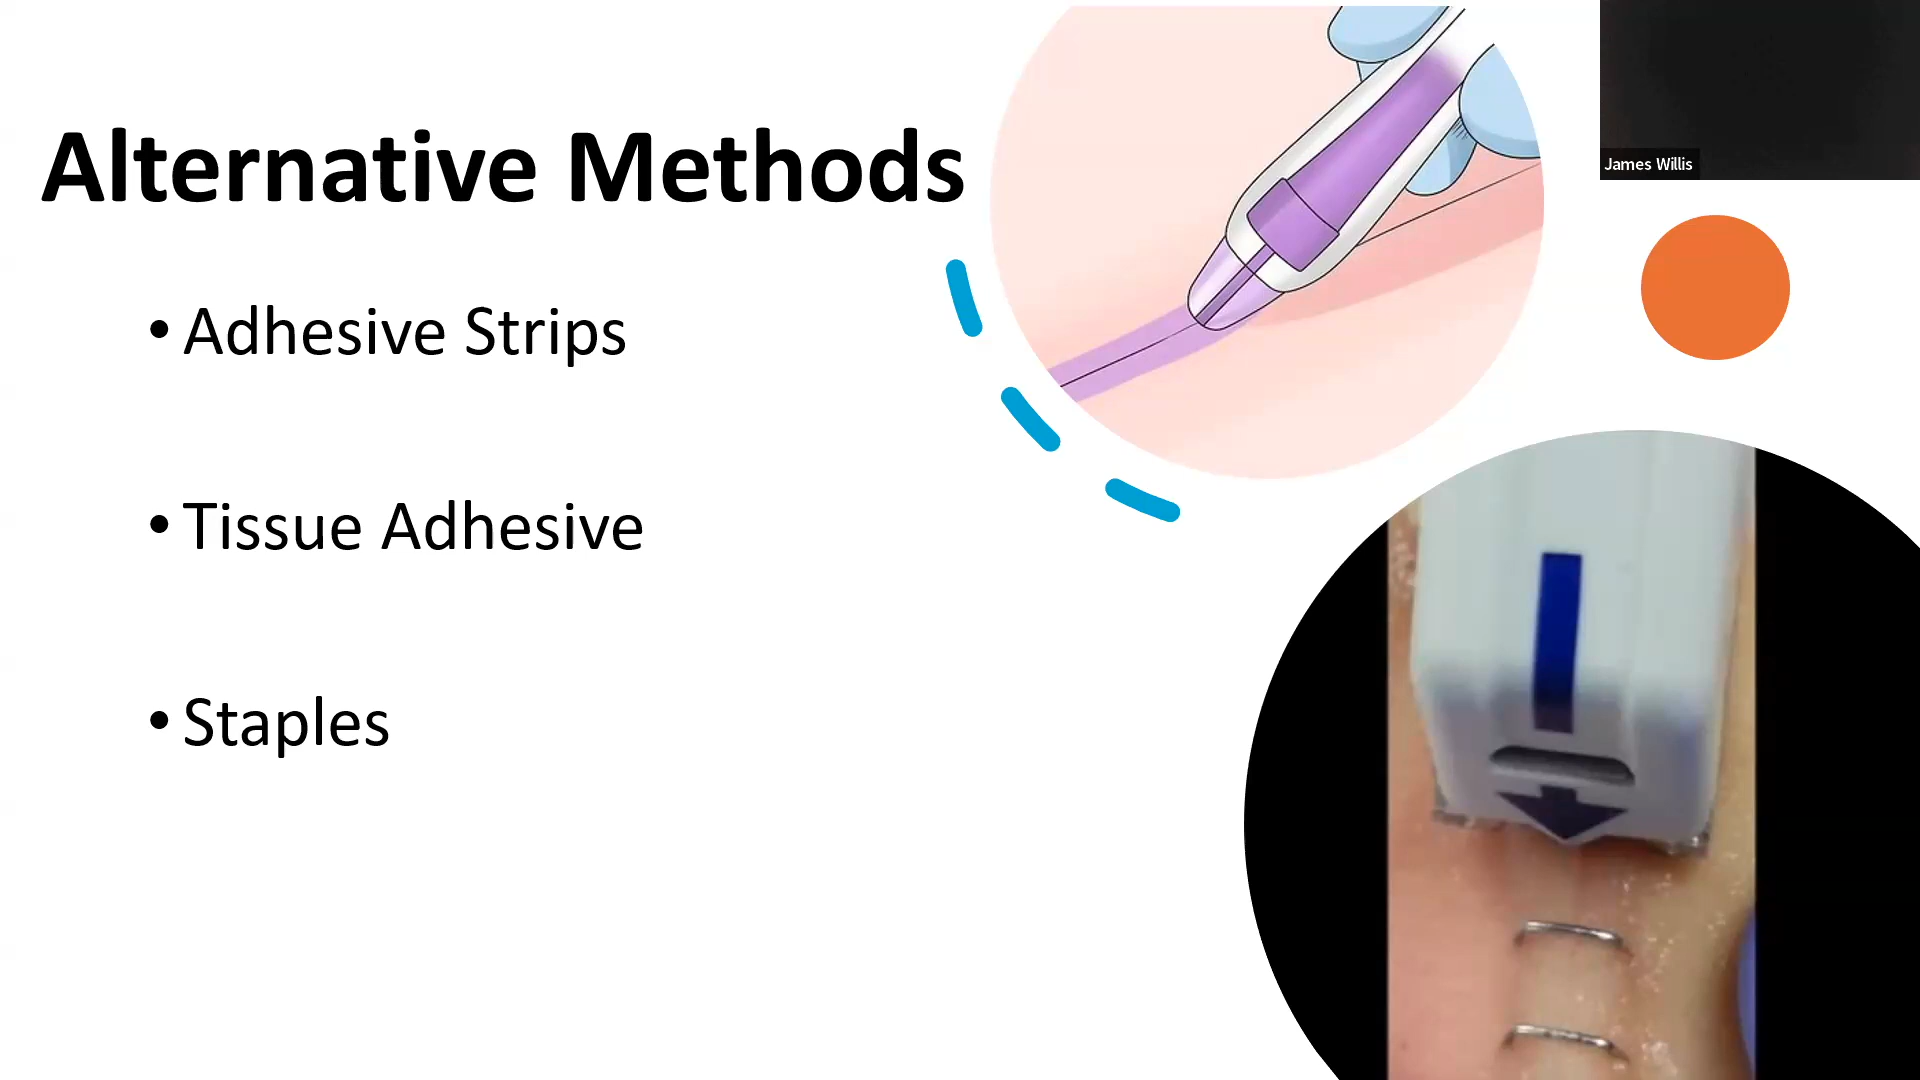 Alternative Methods
James Willis
• Adhesive Strips
• Tissue Adhesive
• Staples